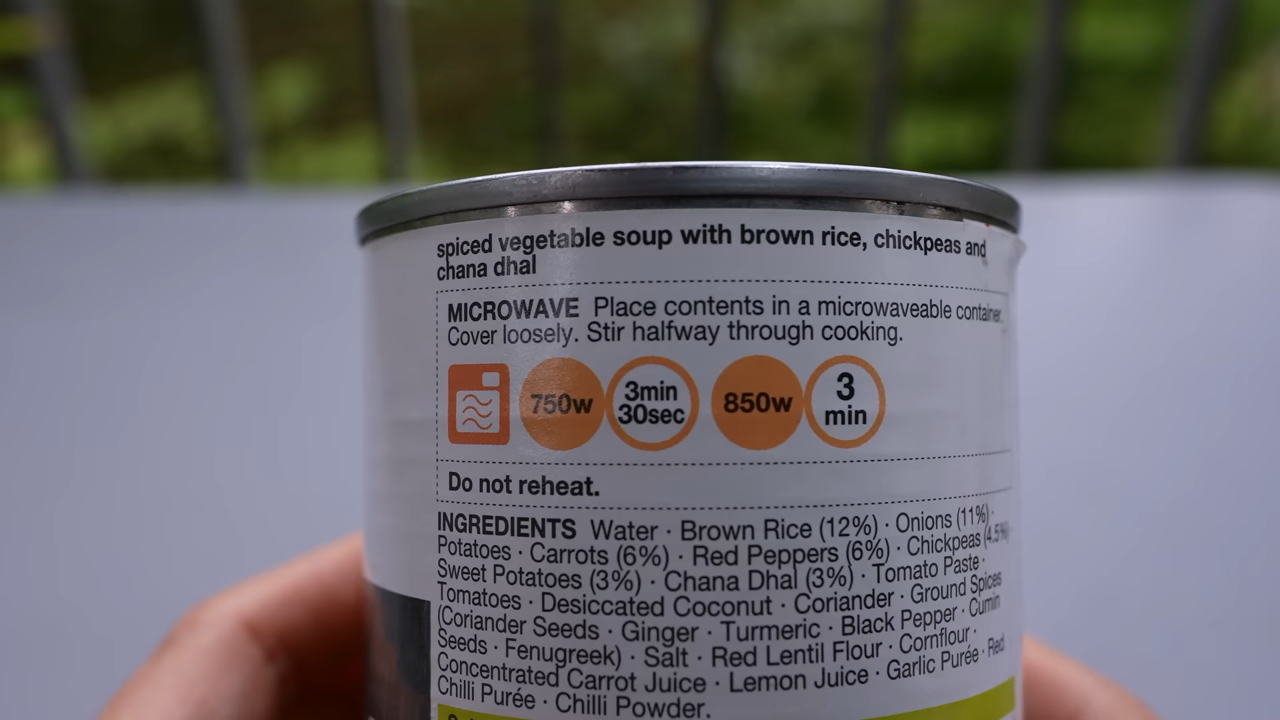 spiced vegetable soup with brown rice, chickpeas and
chana dhal
MICROWAVE Place contents in a microwaveable container.
Cover loosely. Stir halfway through cooking.
750w 3min 30sec 850w 3 min
Do not reheat.
INGREDIENTS Water · Brown Rice (12%) · Onions (11%) ·
Potatoes · Carrots (6%) · Red Peppers (6%) · Chickpeas (4.5%)
Sweet Potatoes (3%) · Chana Dhal (3%) · Tomato Paste ·
Tomatoes · Desiccated Coconut · Coriander · Ground Spices
(Coriander Seeds · Ginger · Turmeric · Black Pepper · Cumin
Seeds · Fenugreek) · Salt · Red Lentil Flour · Cornflour ·
Concentrated Carrot Juice · Lemon Juice · Garlic Purée · Red
Chilli Purée · Chilli Powder.